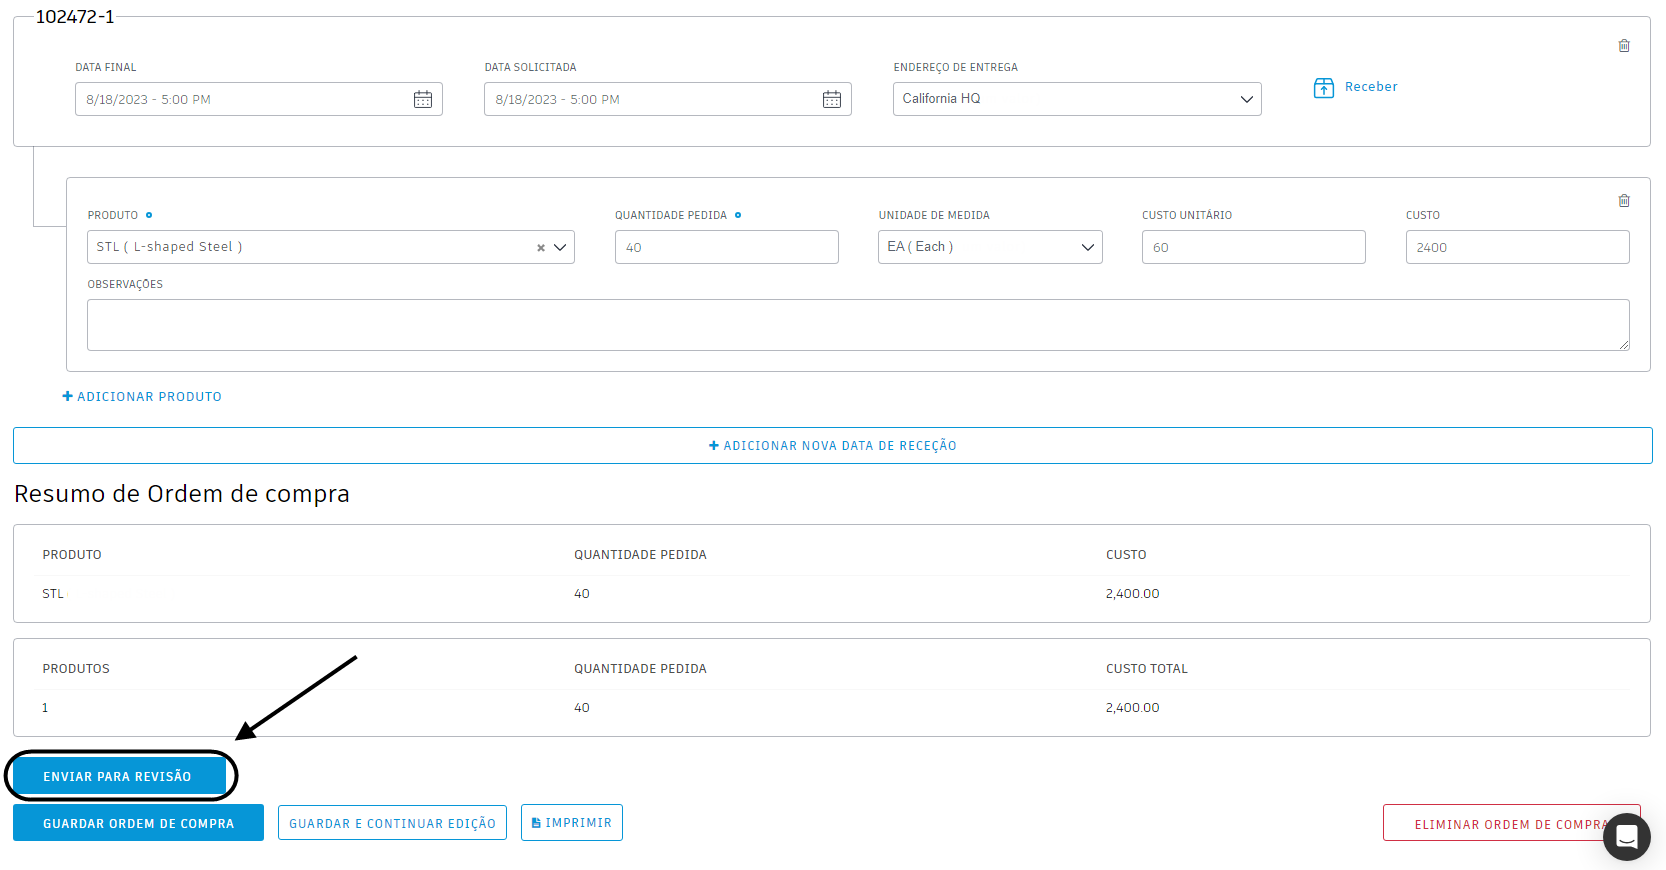 102472-1
DATA FINAL
DATA SOLICITADA
ENDEREÇO DE ENTREGA
8/18/2023 - 5:00 PM
8/18/2023 - 5:00 PM
California HQ
Receber
PRODUTO
QUANTIDADE PEDIDA
UNIDADE DE MEDIDA
CUSTO UNITÁRIO
CUSTO
STL ( L-shaped Steel )
40
EA ( Each )
60
2400
OBSERVAÇÕES
+ ADICIONAR PRODUTO
+ ADICIONAR NOVA DATA DE RECEÇÃO
Resumo de Ordem de compra
PRODUTO
QUANTIDADE PEDIDA
CUSTO
STL
40
2,400.00
PRODUTOS
QUANTIDADE PEDIDA
CUSTO TOTAL
1
40
2,400.00
ENVIAR PARA REVISÃO
GUARDAR ORDEM DE COMPRA
GUARDAR E CONTINUAR EDIÇÃO
IMPRIMIR
ELIMINAR ORDEM DE COMPRA